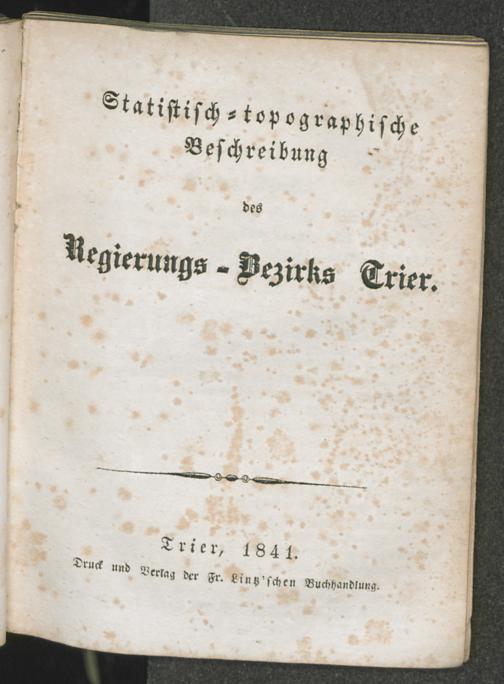 Statistisch-topographische
Beschreibung
des
Regierungs-Bezirks Trier.
Trier, 1841.
Druck und Verlag der Fr. Lintz'schen Buchhandlung.